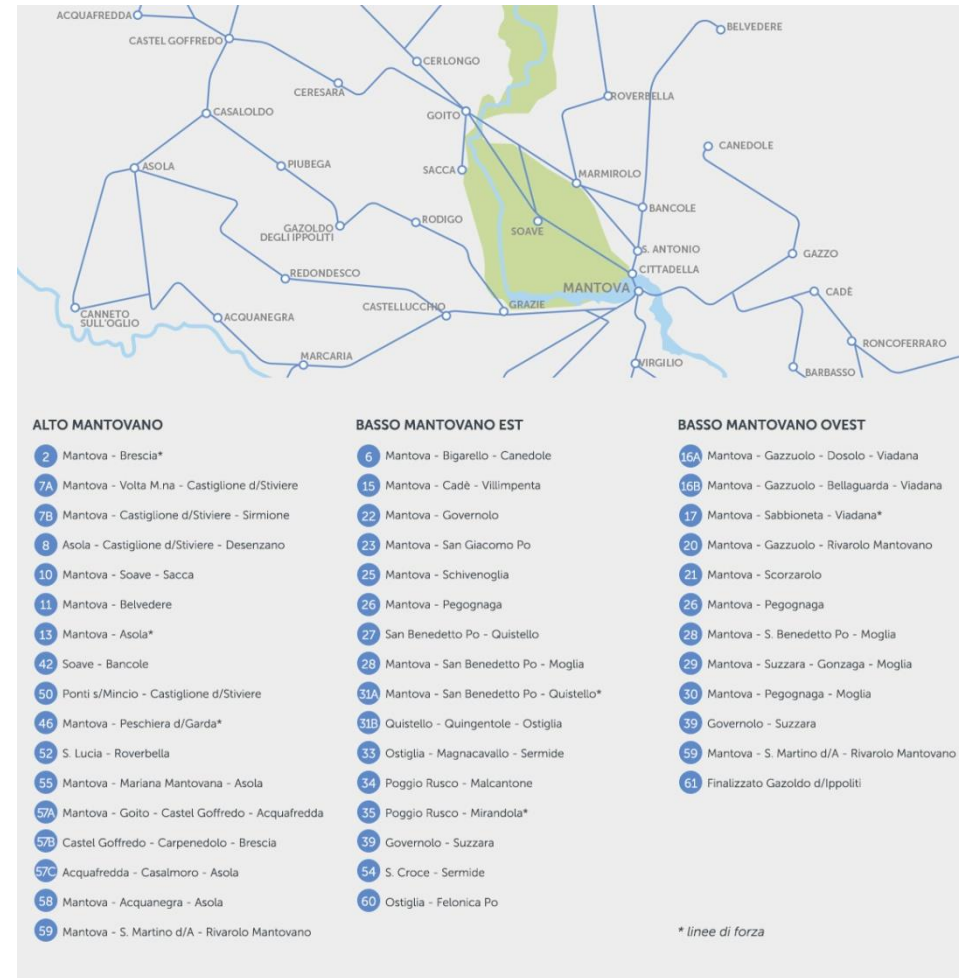 ACQUAFREDDA
BELVEDERE
CASTEL GOFFREDO
CERLONGO
CERESARA
ROVERBELLA
CASALOLDO
GOITO
CANEDOLE
ASOLA
PIUBEGA
SACCA
MARMIROLO
BANCOLE
GAZOLDO
DEGLI IPPOLITI
RODIGO
SOAVE
S. ANTONIO
GAZZO
CITTADELLA
REDONDESCO
MANTOVA
CADÈ
CASTELLUCCHIO
GRAZIE
CANNETO
SULL'OGLIO
ACQUANEGRA
RONCOFERRARO
MARCARIA
VIRGILIO
BARBASSO
ALTO MANTOVANO
2 Mantova - Brescia*
7A Mantova - Volta M.na - Castiglione d/Stiviere
7B Mantova - Castiglione d/Stiviere - Sirmione
8 Asola - Castiglione d/Stiviere - Desenzano
10 Mantova - Soave - Sacca
11 Mantova - Belvedere
13 Mantova - Asola*
42 Soave - Bancole
50 Ponti s/Mincio - Castiglione d/Stiviere
46 Mantova - Peschiera d/Garda*
52 S. Lucia - Roverbella
55 Mantova - Mariana Mantovana - Asola
57A Mantova - Goito - Castel Goffredo - Acquafredda
57B Castel Goffredo - Carpenedolo - Brescia
57C Acquafredda - Casalmoro - Asola
58 Mantova - Acquanegra - Asola
59 Mantova - S. Martino d/A - Rivarolo Mantovano
BASSO MANTOVANO EST
6 Mantova - Bigarello - Canedole
15 Mantova - Cadè - Villimpenta
22 Mantova - Governolo
23 Mantova - San Giacomo Po
25 Mantova - Schivenoglia
26 Mantova - Pegognaga
27 San Benedetto Po - Quistello
28 Mantova - San Benedetto Po - Moglia
31A Mantova - San Benedetto Po - Quistello*
31B Quistello - Quingentole - Ostiglia
33 Ostiglia - Magnacavallo - Sermide
34 Poggio Rusco - Malcantone
35 Poggio Rusco - Mirandola*
39 Governolo - Suzzara
54 S. Croce - Sermide
60 Ostiglia - Felonica Po
BASSO MANTOVANO OVEST
16A Mantova - Gazzuolo - Dosolo - Viadana
16B Mantova - Gazzuolo - Bellaguarda - Viadana
17 Mantova - Sabbioneta - Viadana*
20 Mantova - Gazzuolo - Rivarolo Mantovano
21 Mantova - Scorzarolo
26 Mantova - Pegognaga
28 Mantova - S. Benedetto Po - Moglia
29 Mantova - Suzzara - Gonzaga - Moglia
30 Mantova - Pegognaga - Moglia
39 Governolo - Suzzara
59 Mantova - S. Martino d/A - Rivarolo Mantovano
61 Finalizzato Gazoldo d/Ippoliti
* linee di forza